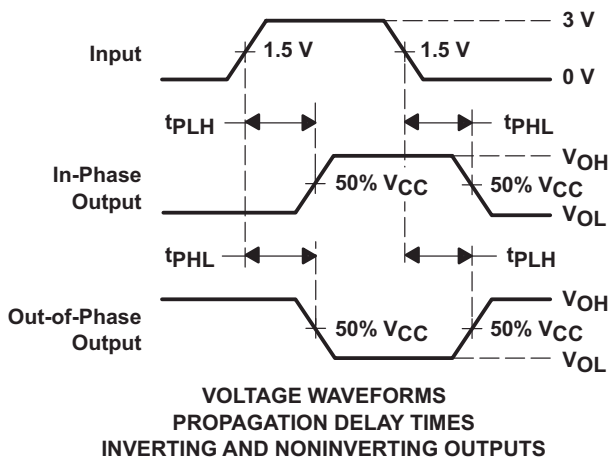 3 V
Input
1.5 V
1.5 V
0 V
tPLH
tPHL
VOH
In-Phase
Output
50% VCC
50% VCC
VOL
tPHL
tPLH
VOH
Out-of-Phase
Output
50% VCC
50% VCC
VOL
VOLTAGE WAVEFORMS
PROPAGATION DELAY TIMES
INVERTING AND NONINVERTING OUTPUTS